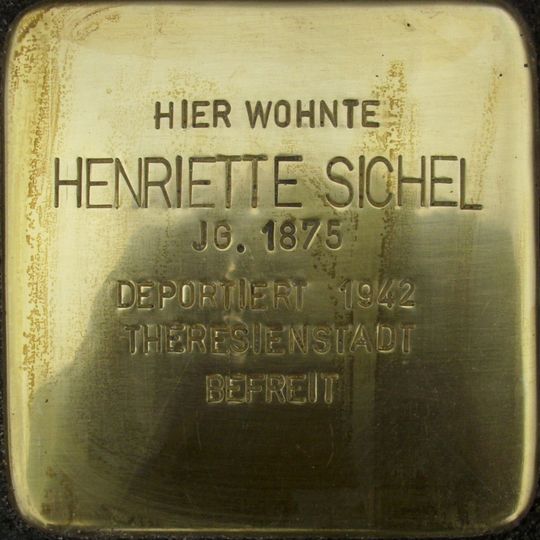 HIER WOHNTE
HENRIETTE SICHEL
JG. 1875
DEPORTIERT 1942
THERESIENSTADT
BEFREIT